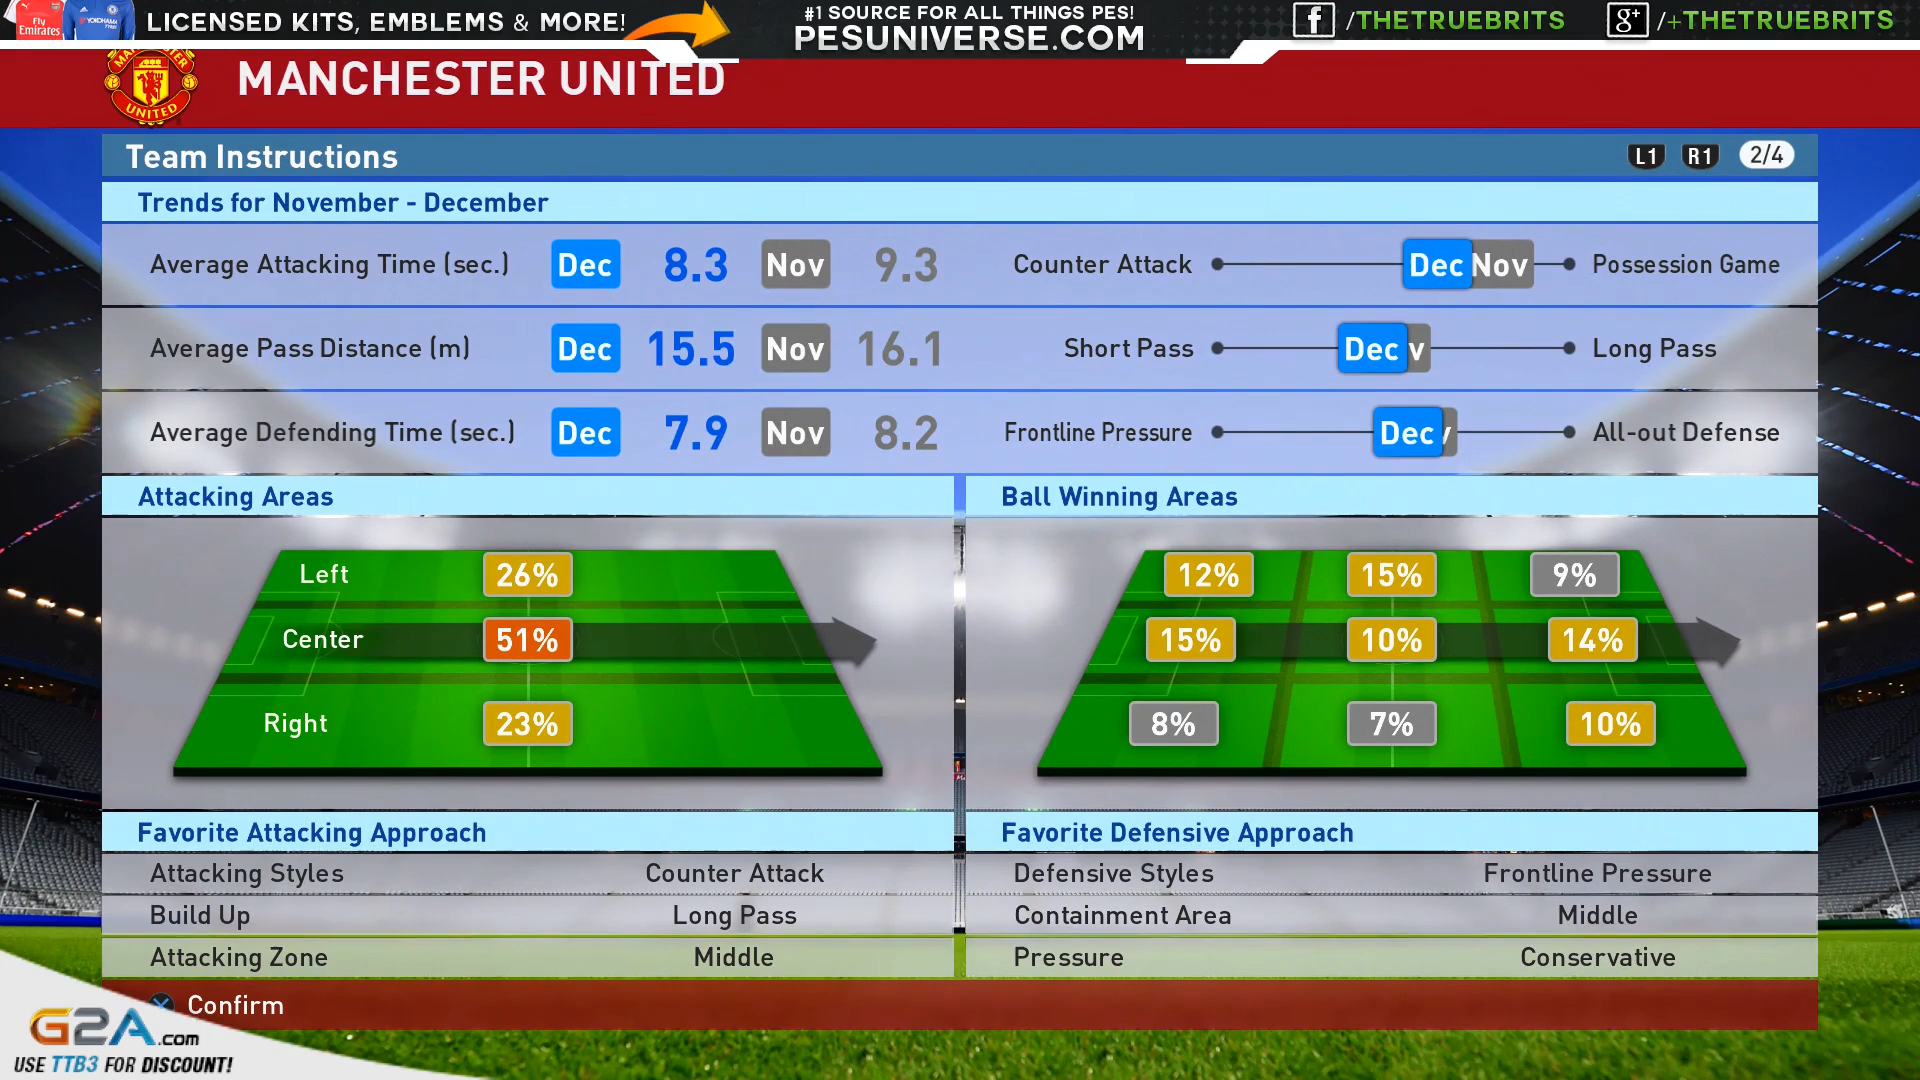 Fly
Emirates
YOKOHAMA
LICENSED KITS, EMBLEMS & MORE!
#1 SOURCE FOR ALL THINGS PES!
PESUNIVERSE.COM
f /THETRUEBRITS
g+ /+THETRUEBRITS
MANCHESTER
UNITED
MANCHESTER UNITED
Team Instructions
L1 R1 2/4
Trends for November - December
Average Attacking Time (sec.) Dec 8.3 Nov 9.3 Counter Attack Dec Nov Possession Game
Average Pass Distance (m) Dec 15.5 Nov 16.1 Short Pass Dec v Long Pass
Average Defending Time (sec.) Dec 7.9 Nov 8.2 Frontline Pressure Dec All-out Defense
Attacking Areas
Left 26%
Center 51%
Right 23%
Ball Winning Areas
12% 15% 9%
15% 10% 14%
8% 7% 10%
Favorite Attacking Approach
Attacking Styles Counter Attack
Build Up Long Pass
Attacking Zone Middle
Favorite Defensive Approach
Defensive Styles Frontline Pressure
Containment Area Middle
Pressure Conservative
Confirm
G2A.com
USE TTB3 FOR DISCOUNT!